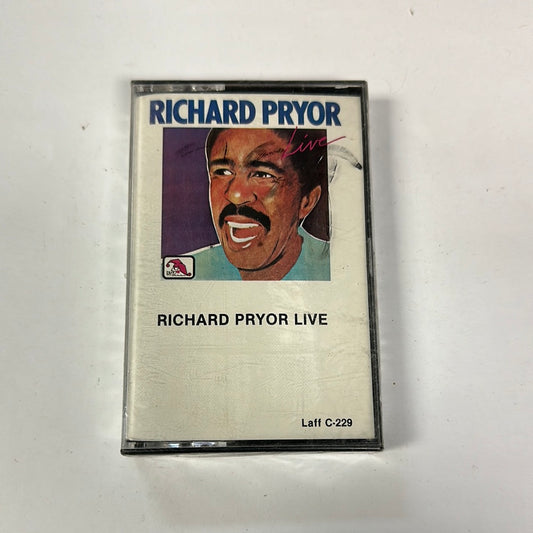 RICHARD PRYOR
Live
RICHARD PRYOR LIVE
Laff C-229